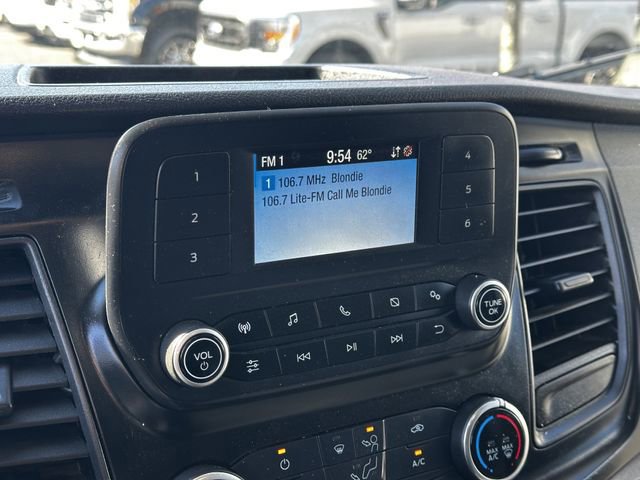 FM 1 9:54 62°
1 106.7 MHz Blondie
106.7 Lite-FM Call Me Blondie
1
2
3
4
5
6
VOL
TUNE
OK
A/C
MAX
A/C
MAX